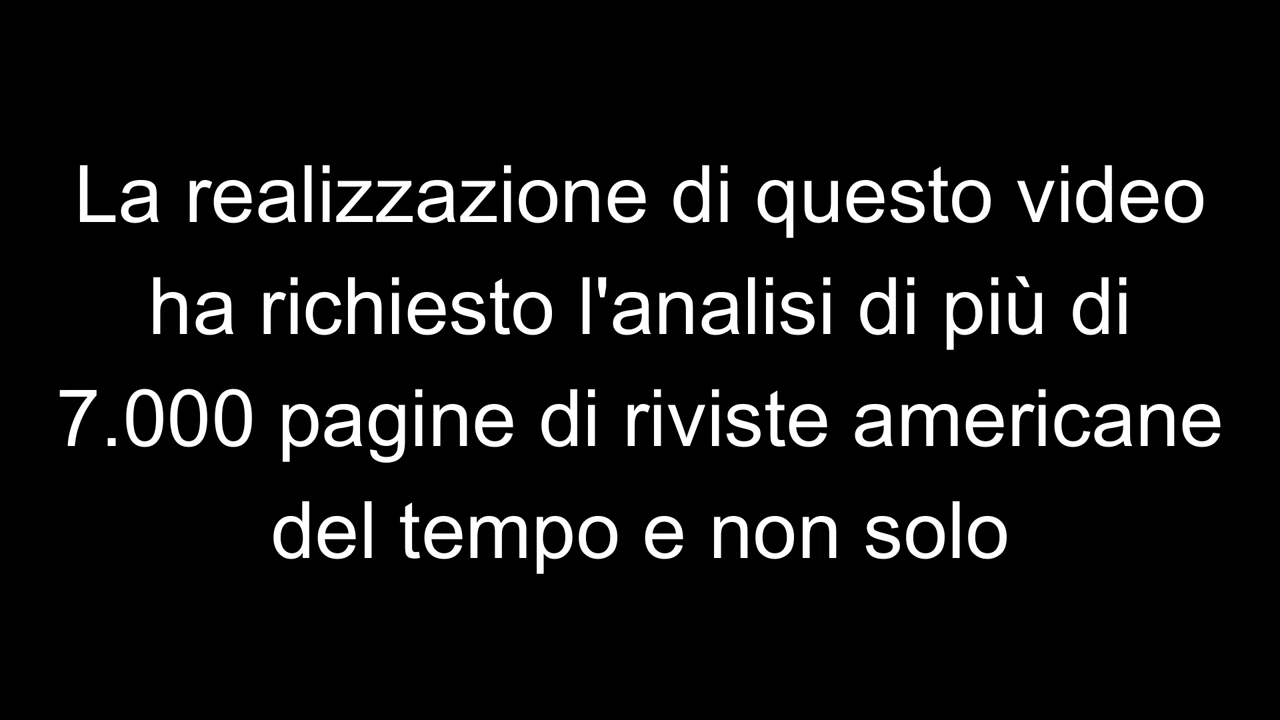 La realizzazione di questo video
ha richiesto l'analisi di più di
7.000 pagine di riviste americane
del tempo e non solo